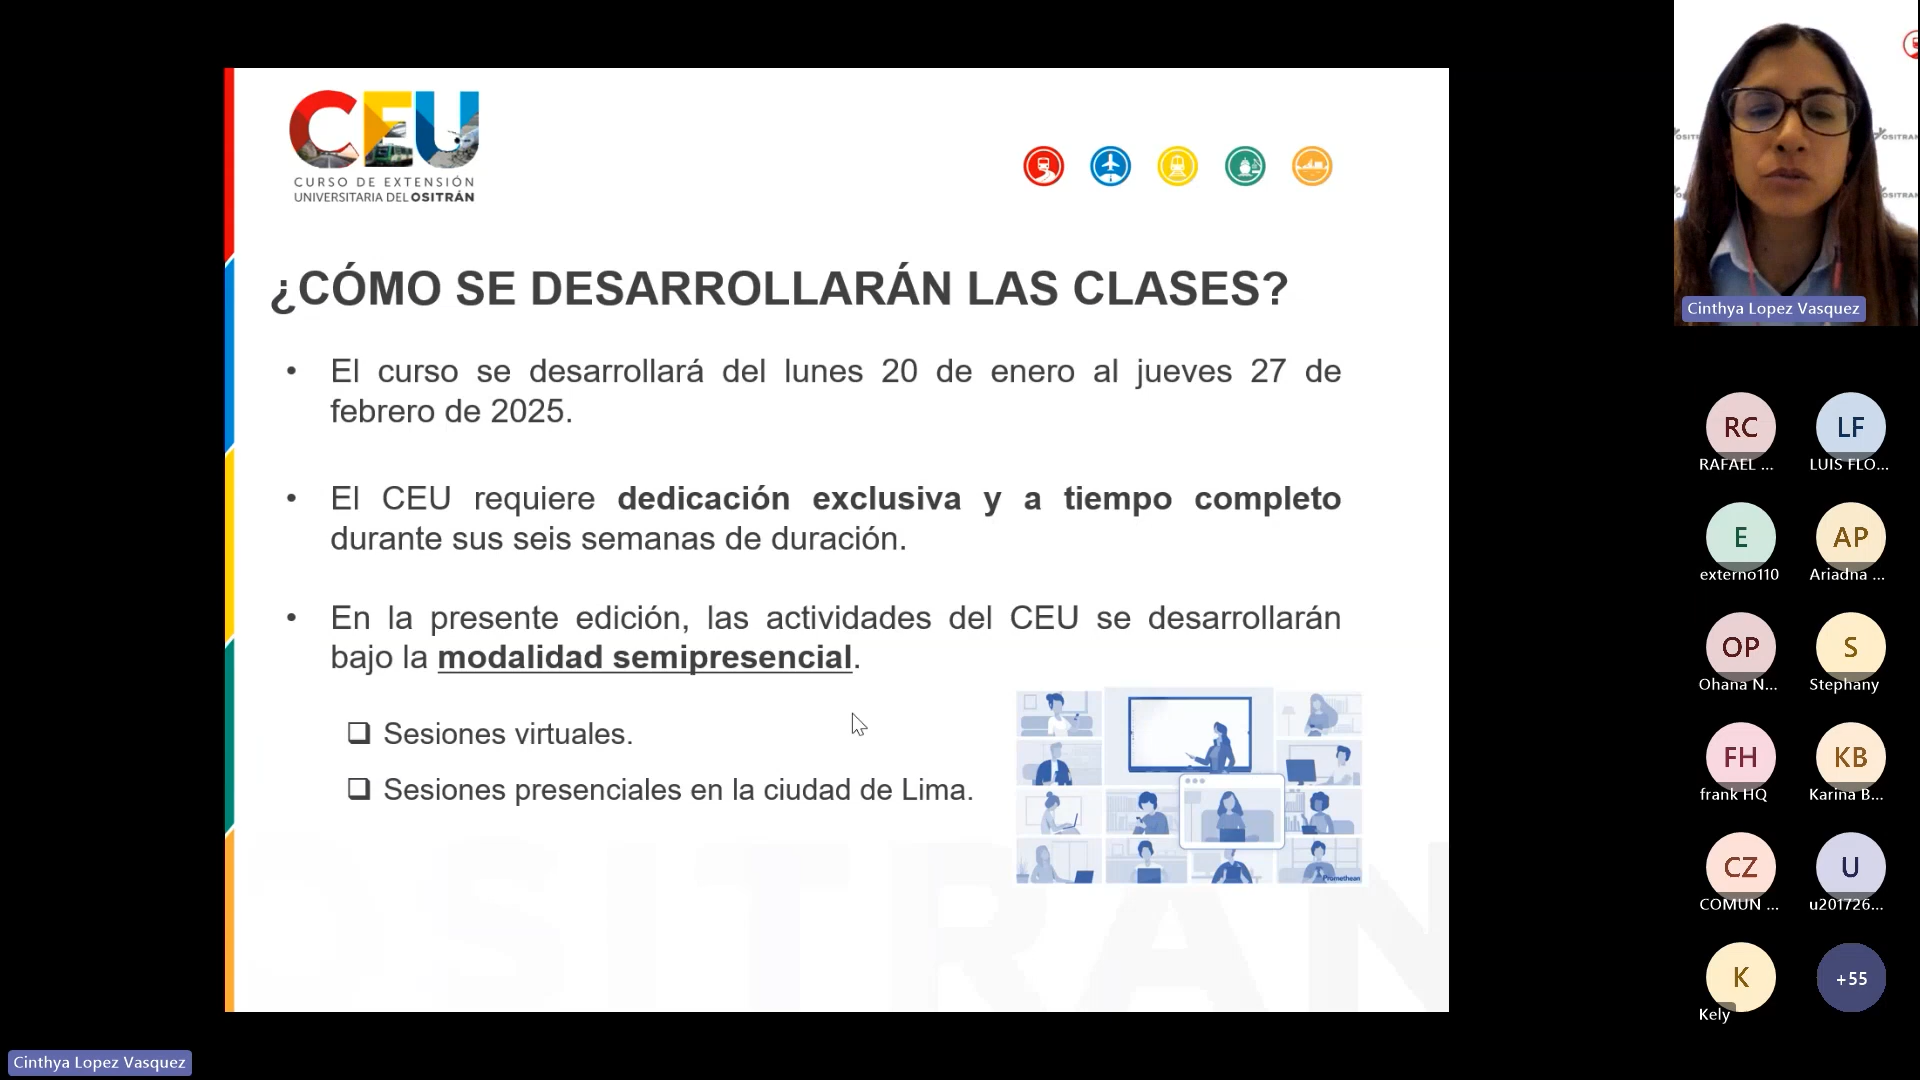 CEU
CURSO DE EXTENSIÓN
UNIVERSITARIA DEL OSITRÁN
¿CÓMO SE DESARROLLARÁN LAS CLASES?
• El curso se desarrollará del lunes 20 de enero al jueves 27 de
febrero de 2025.
• El CEU requiere dedicación exclusiva y a tiempo completo
durante sus seis semanas de duración.
• En la presente edición, las actividades del CEU se desarrollarán
bajo la modalidad semipresencial.
❑ Sesiones virtuales.
❑ Sesiones presenciales en la ciudad de Lima.
Promethean
OSITRAN
Cinthya Lopez Vasquez
OSITRAN
OSITRAN
Cinthya Lopez Vasquez
RC
LF
RAFAEL ...
LUIS FLO...
E
AP
externo110
Ariadna ...
OP
S
Ohana N...
Stephany
FH
KB
frank HQ
Karina B...
CZ
U
COMUN ...
u201726...
K
+55
Kely